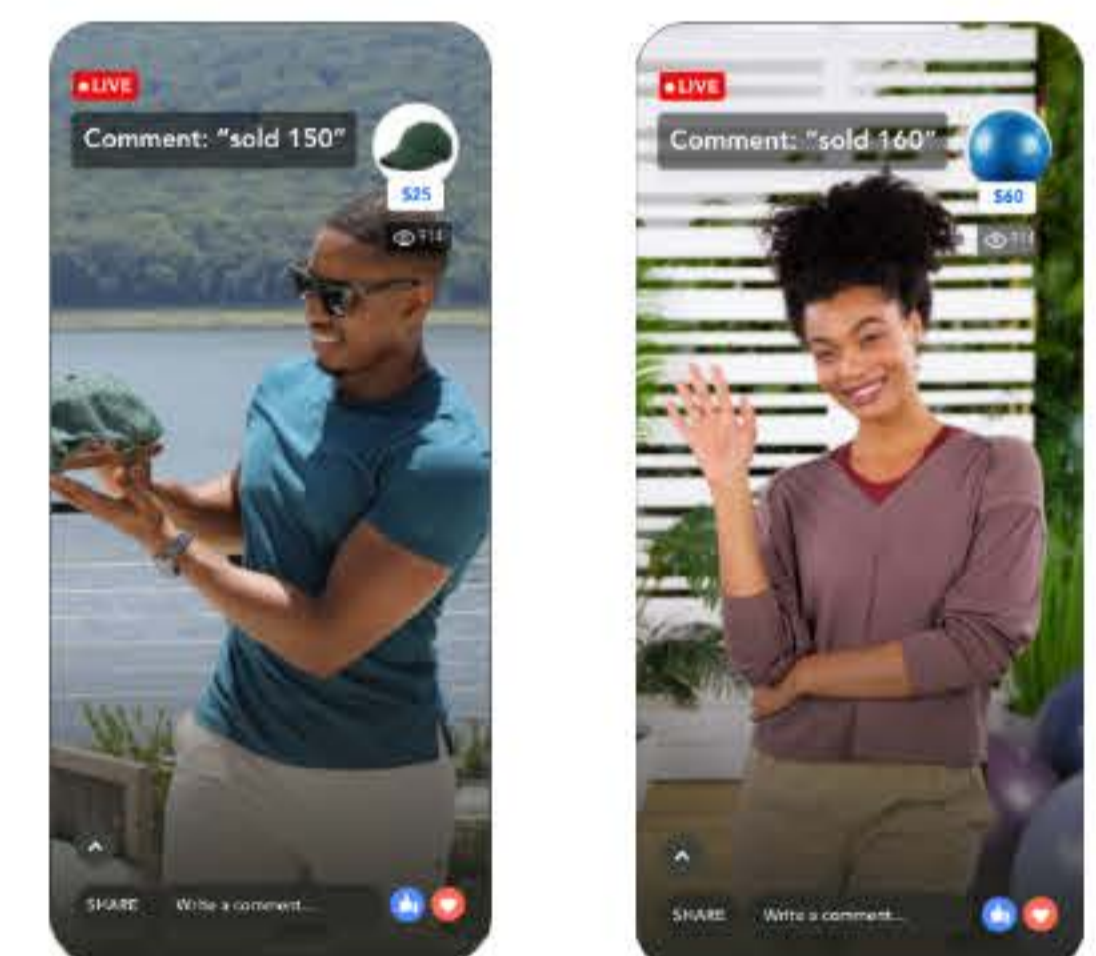 LIVE
Comment: “sold 150”
$25
SHARE
Write a comment...
LIVE
Comment: “sold 160”
$60
SHARE
Write a comment...